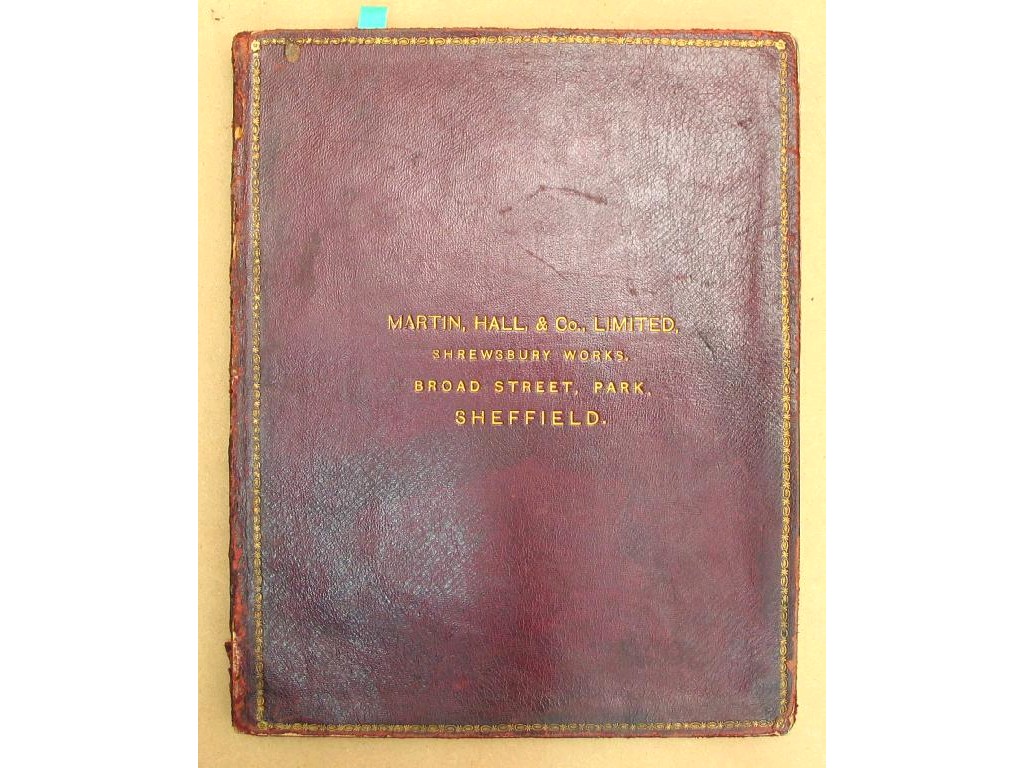 MARTIN, HALL, & Co., LIMITED,
SHREWSBURY WORKS,
BROAD STREET, PARK,
SHEFFIELD.